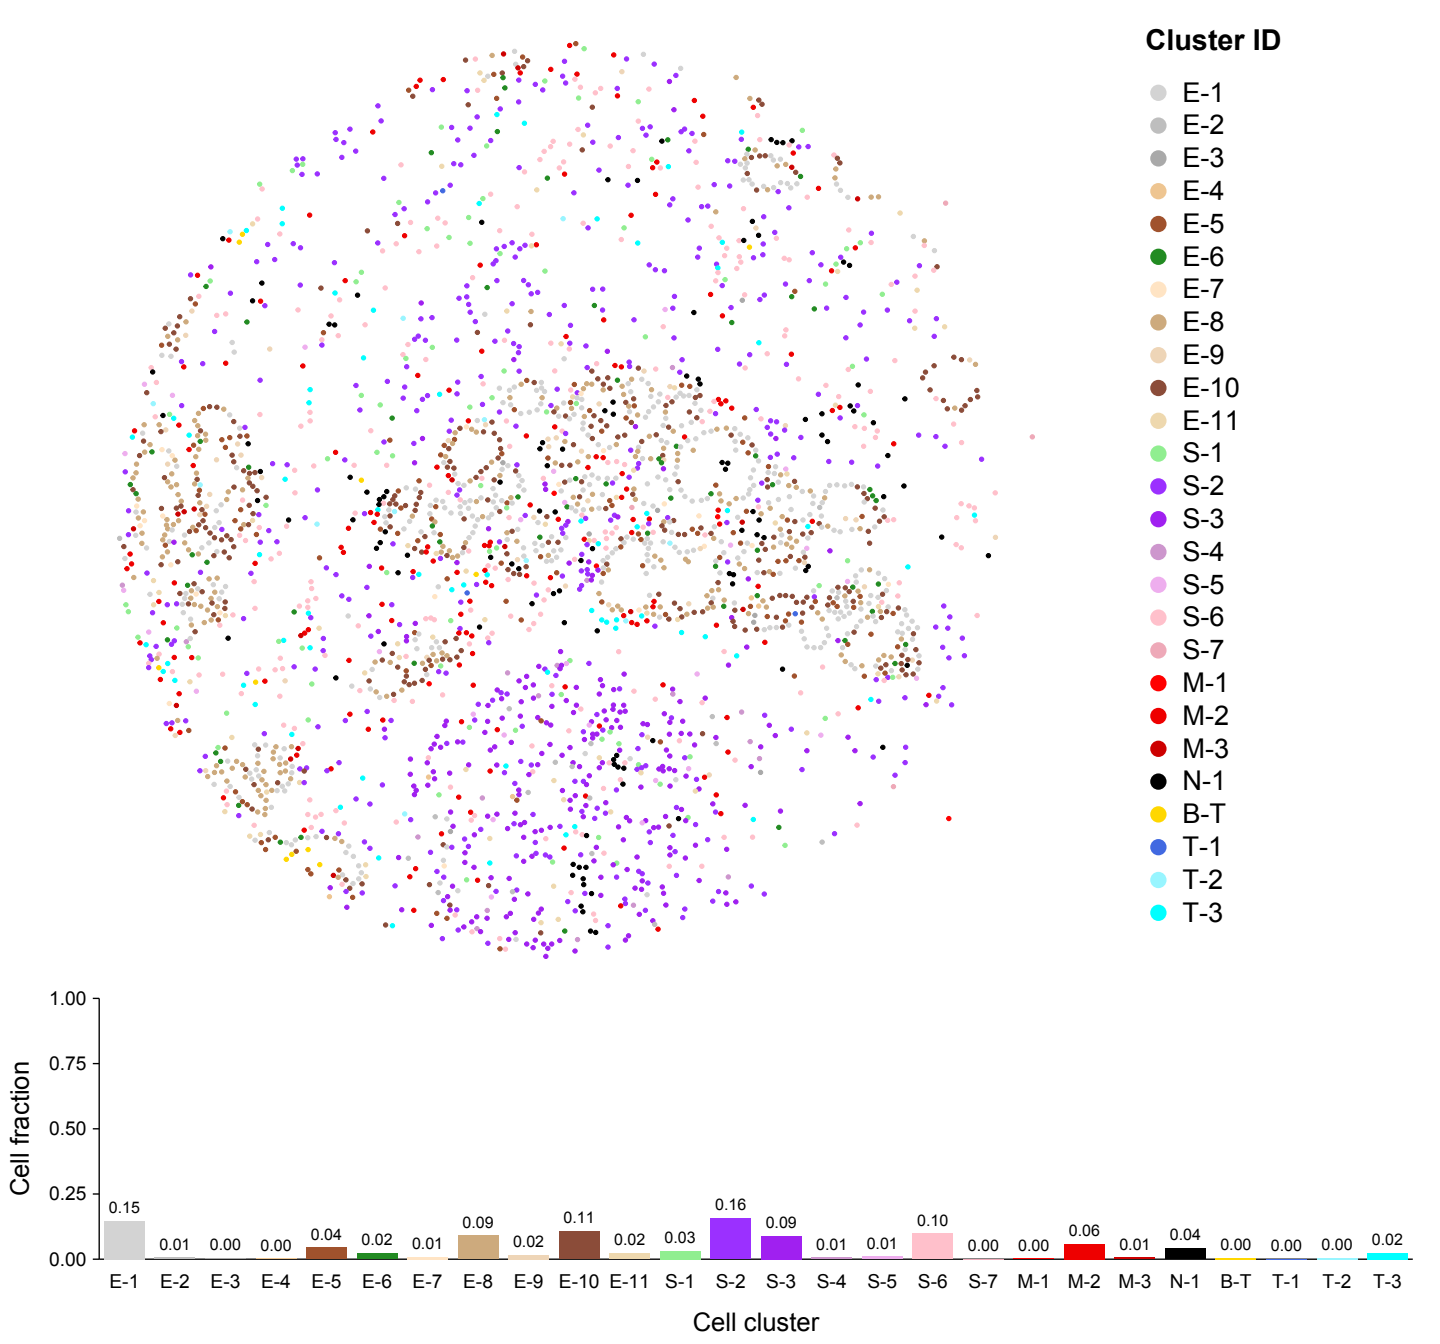 Cluster ID
E-1
E-2
E-3
E-4
E-5
E-6
E-7
E-8
E-9
E-10
E-11
S-1
S-2
S-3
S-4
S-5
S-6
S-7
M-1
M-2
M-3
N-1
B-T
T-1
T-2
T-3
1.00
0.75
0.50
0.25
0.00
Cell fraction
0.15 0.01 0.00 0.00 0.04 0.02 0.01 0.09 0.02 0.11 0.02 0.03 0.16 0.09 0.01 0.01 0.10 0.00 0.00 0.06 0.01 0.04 0.00 0.00 0.00 0.02
E-1 E-2 E-3 E-4 E-5 E-6 E-7 E-8 E-9 E-10 E-11 S-1 S-2 S-3 S-4 S-5 S-6 S-7 M-1 M-2 M-3 N-1 B-T T-1 T-2 T-3
Cell cluster